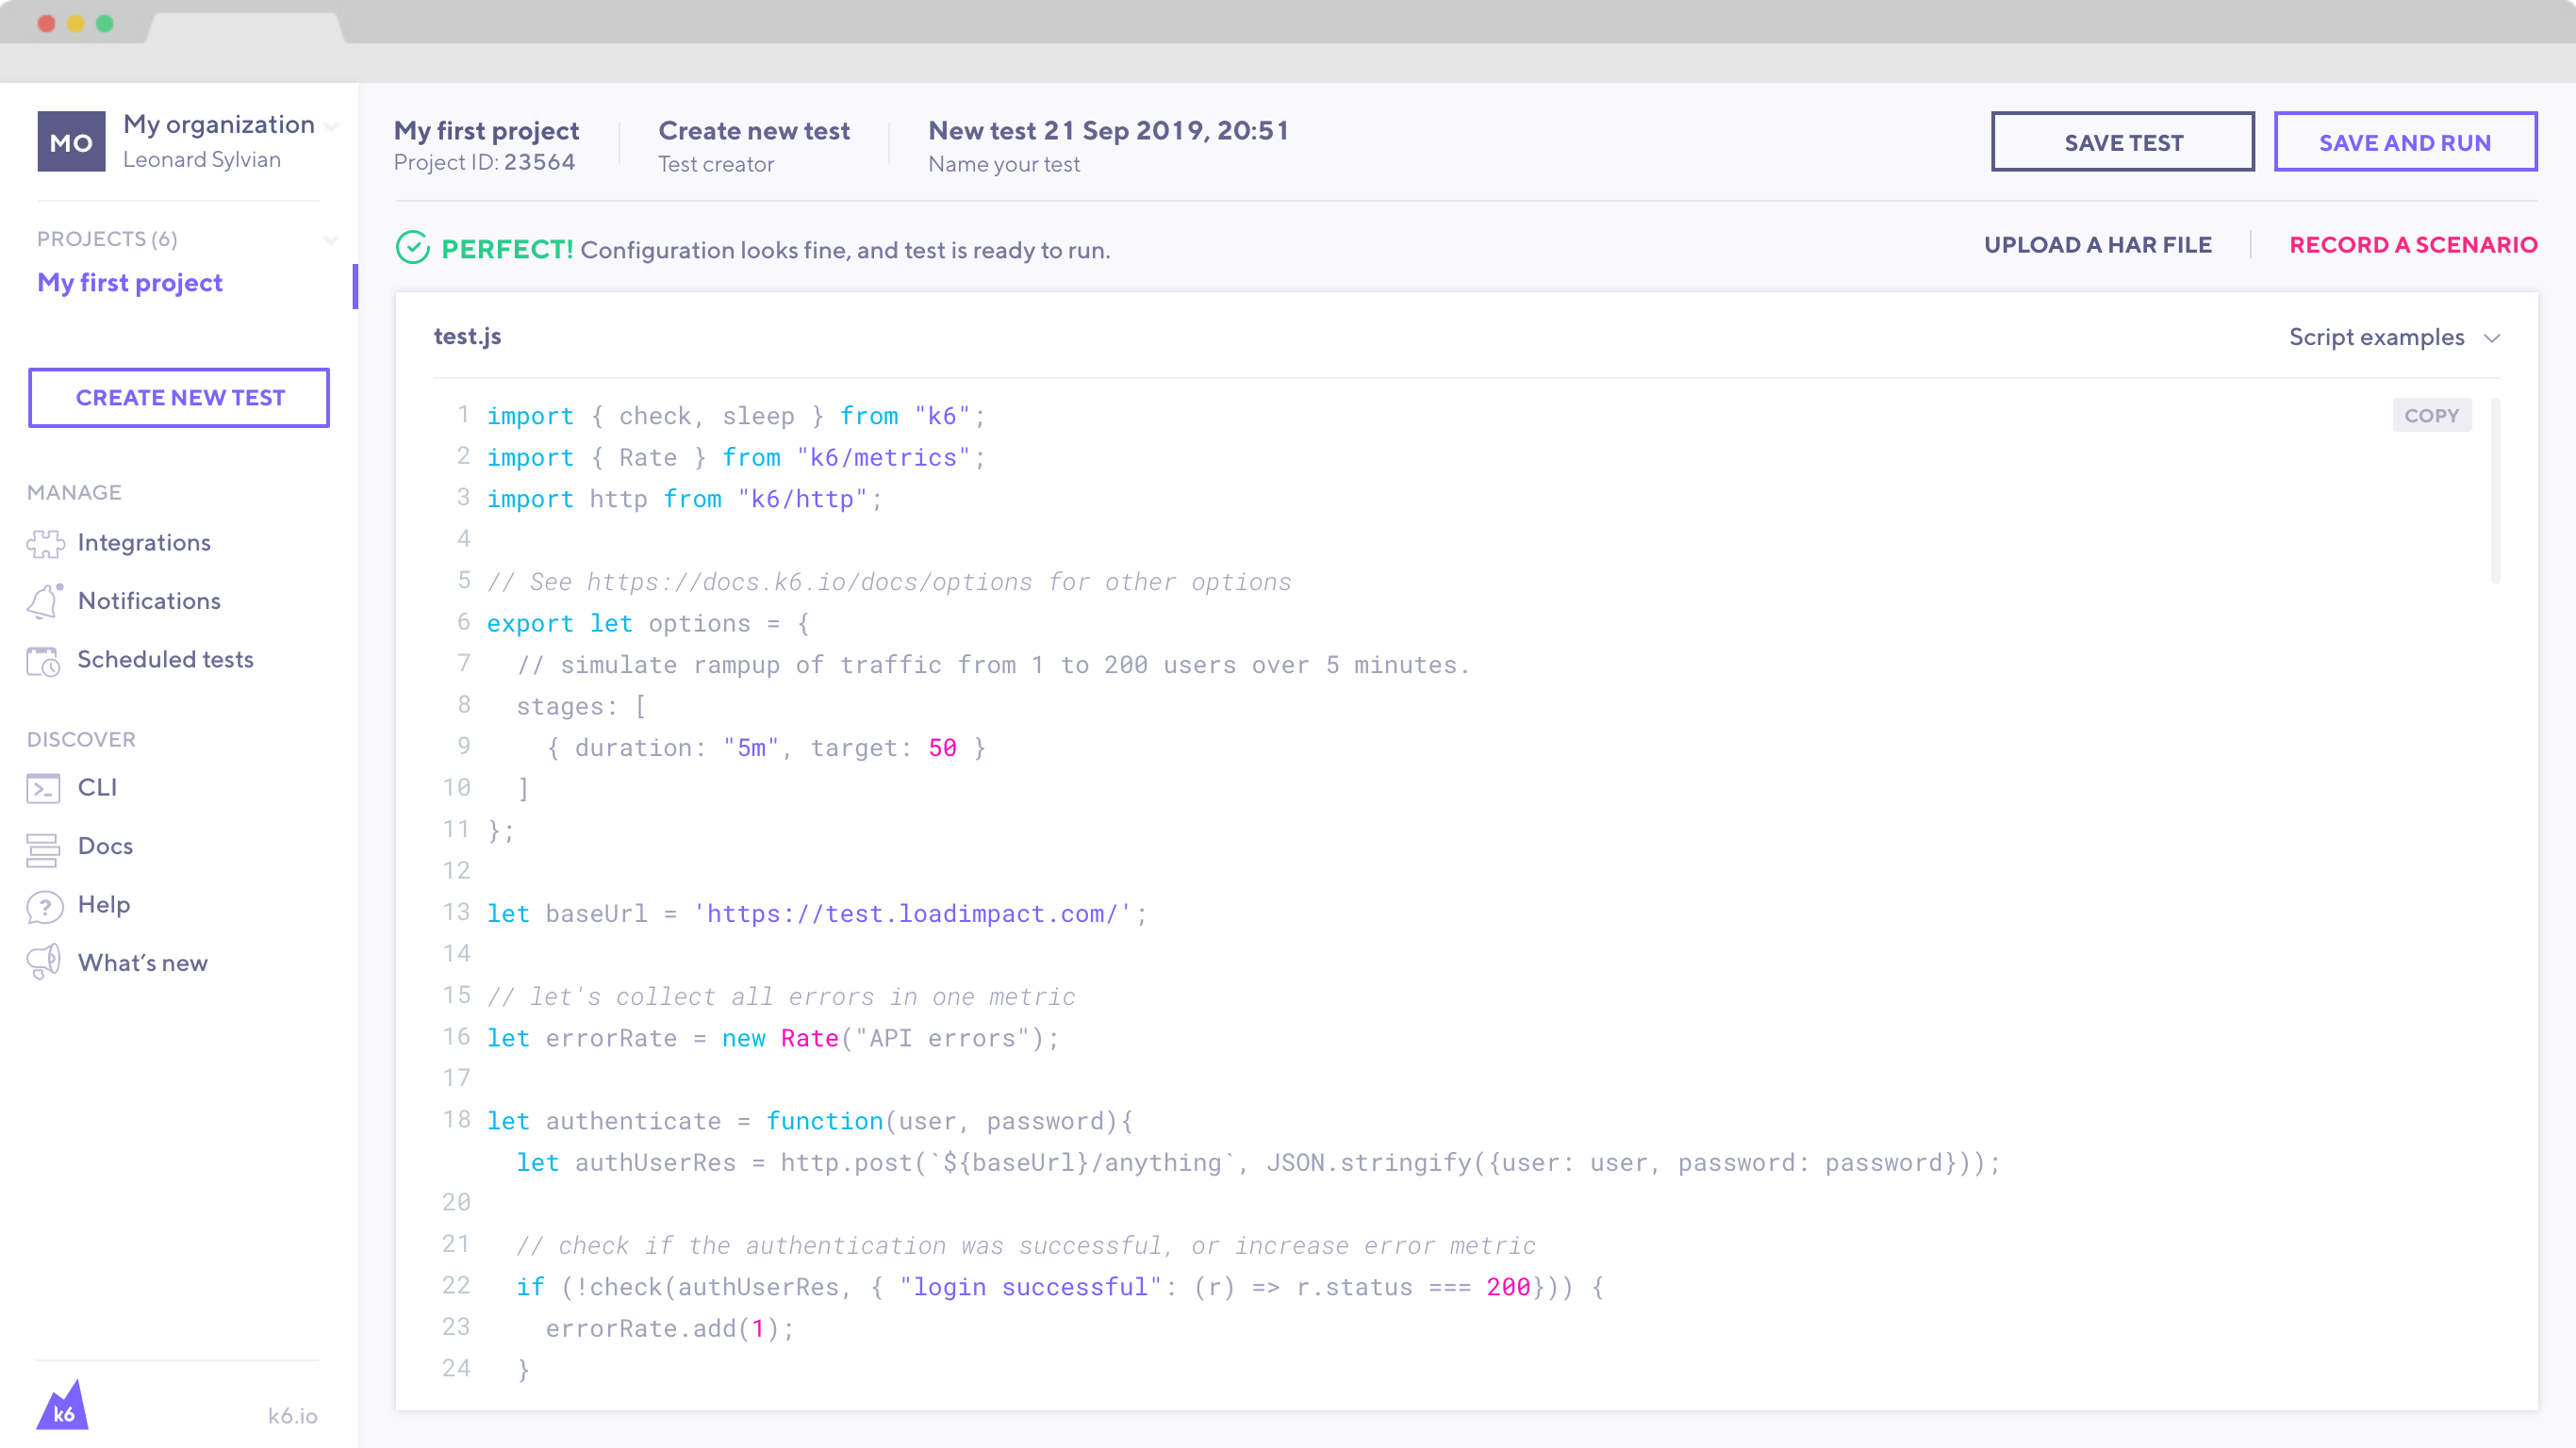 MO
My organization
Leonard Sylvian
PROJECTS (6)
My first project
CREATE NEW TEST
MANAGE
Integrations
Notifications
Scheduled tests
DISCOVER
CLI
Docs
Help
What’s new
k6
k6.io
My first project
Project ID: 23564
Create new test
Test creator
New test 21 Sep 2019, 20:51
Name your test
SAVE TEST
SAVE AND RUN
PERFECT! Configuration looks fine, and test is ready to run.
UPLOAD A HAR FILE
RECORD A SCENARIO
test.js
Script examples
COPY
1 import { check, sleep } from "k6";
2 import { Rate } from "k6/metrics";
3 import http from "k6/http";
4
5 // See https://docs.k6.io/docs/options for other options
6 export let options = {
7   // simulate rampup of traffic from 1 to 200 users over 5 minutes.
8   stages: [
9     { duration: "5m", target: 50 }
10   ]
11 };
12
13 let baseUrl = 'https://test.loadimpact.com/';
14
15 // let's collect all errors in one metric
16 let errorRate = new Rate("API errors");
17
18 let authenticate = function(user, password){
  let authUserRes = http.post(`${baseUrl}/anything`, JSON.stringify({user: user, password: password}));
20
21   // check if the authentication was successful, or increase error metric
22   if (!check(authUserRes, { "login successful": (r) => r.status === 200})) {
23     errorRate.add(1);
24   }